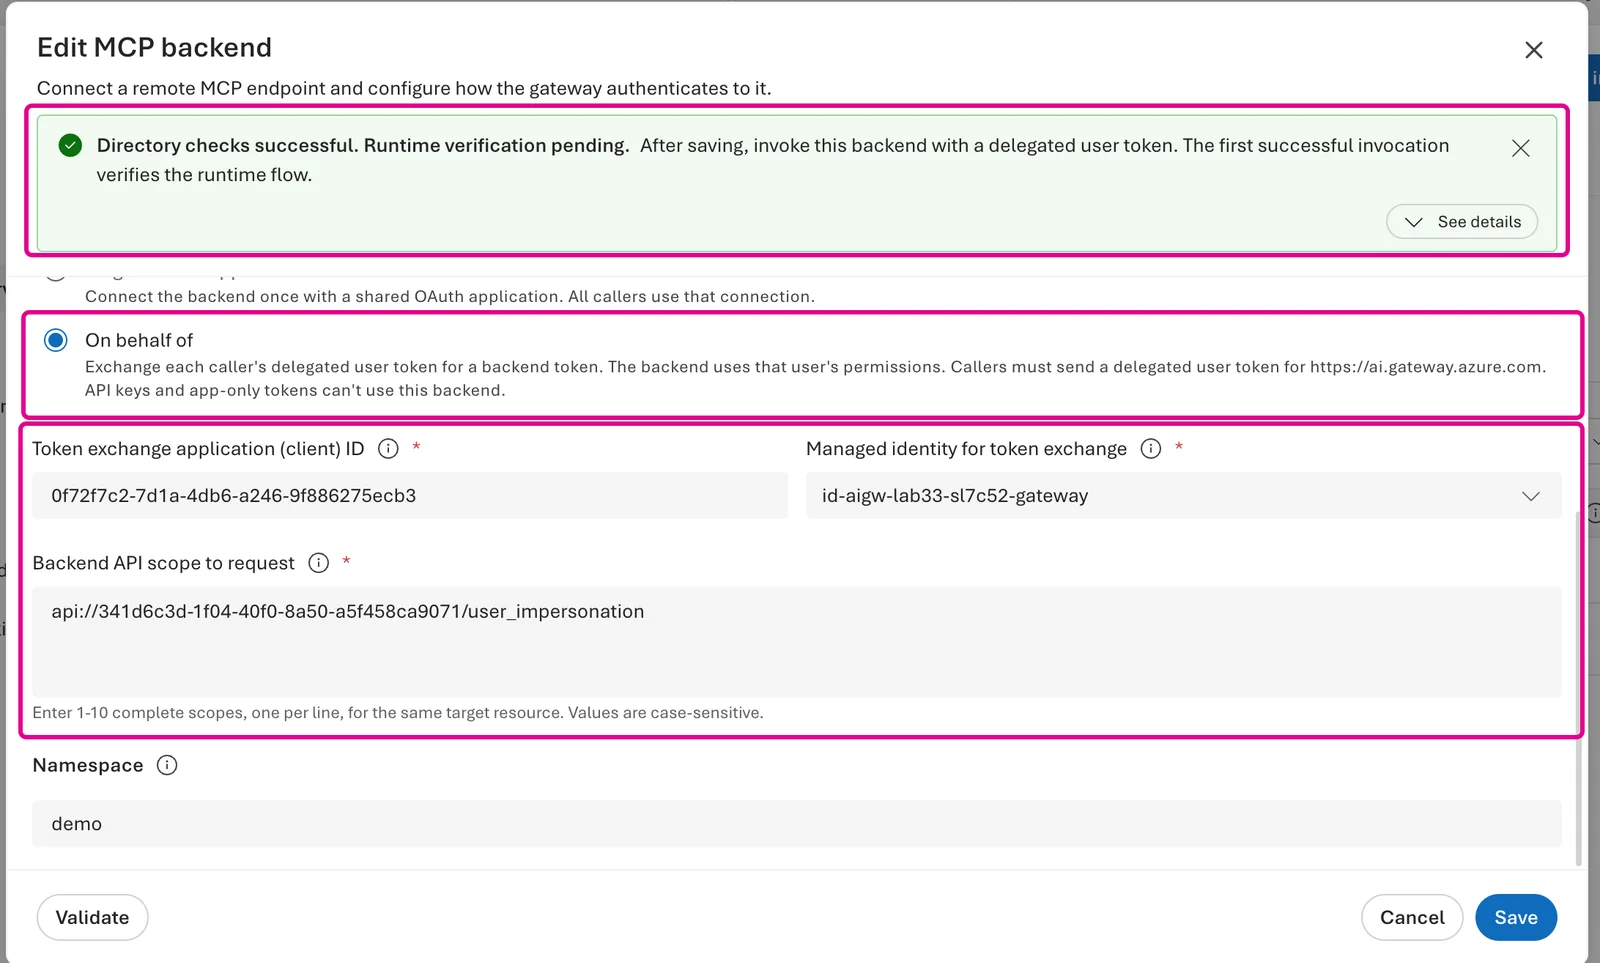 Edit MCP backend
Connect a remote MCP endpoint and configure how the gateway authenticates to it.
Directory checks successful. Runtime verification pending. After saving, invoke this backend with a delegated user token. The first successful invocation
verifies the runtime flow.
See details
Connect the backend once with a shared OAuth application. All callers use that connection.
On behalf of
Exchange each caller's delegated user token for a backend token. The backend uses that user's permissions. Callers must send a delegated user token for https://ai.gateway.azure.com.
API keys and app-only tokens can't use this backend.
Token exchange application (client) ID *
Managed identity for token exchange *
0f72f7c2-7d1a-4db6-a246-9f886275ecb3
id-aigw-lab33-sl7c52-gateway
Backend API scope to request *
api://341d6c3d-1f04-40f0-8a50-a5f458ca9071/user_impersonation
Enter 1-10 complete scopes, one per line, for the same target resource. Values are case-sensitive.
Namespace
demo
Validate
Cancel
Save